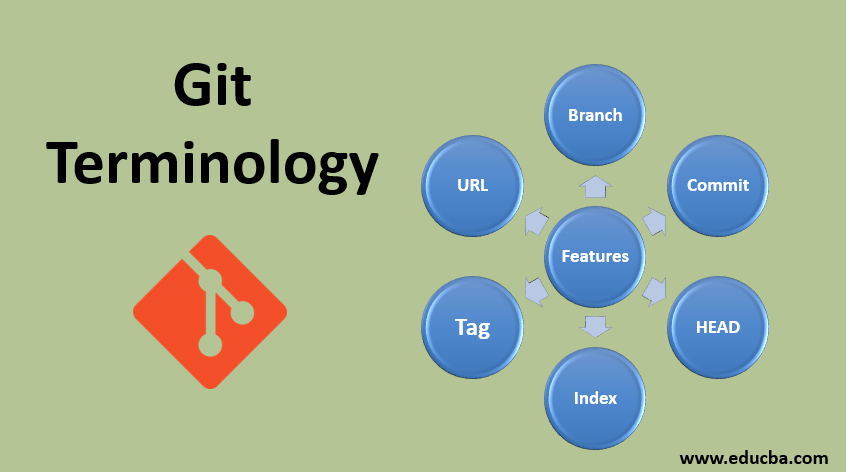 Git
Terminology
Branch
URL
Commit
Features
Tag
HEAD
Index
www.educba.com